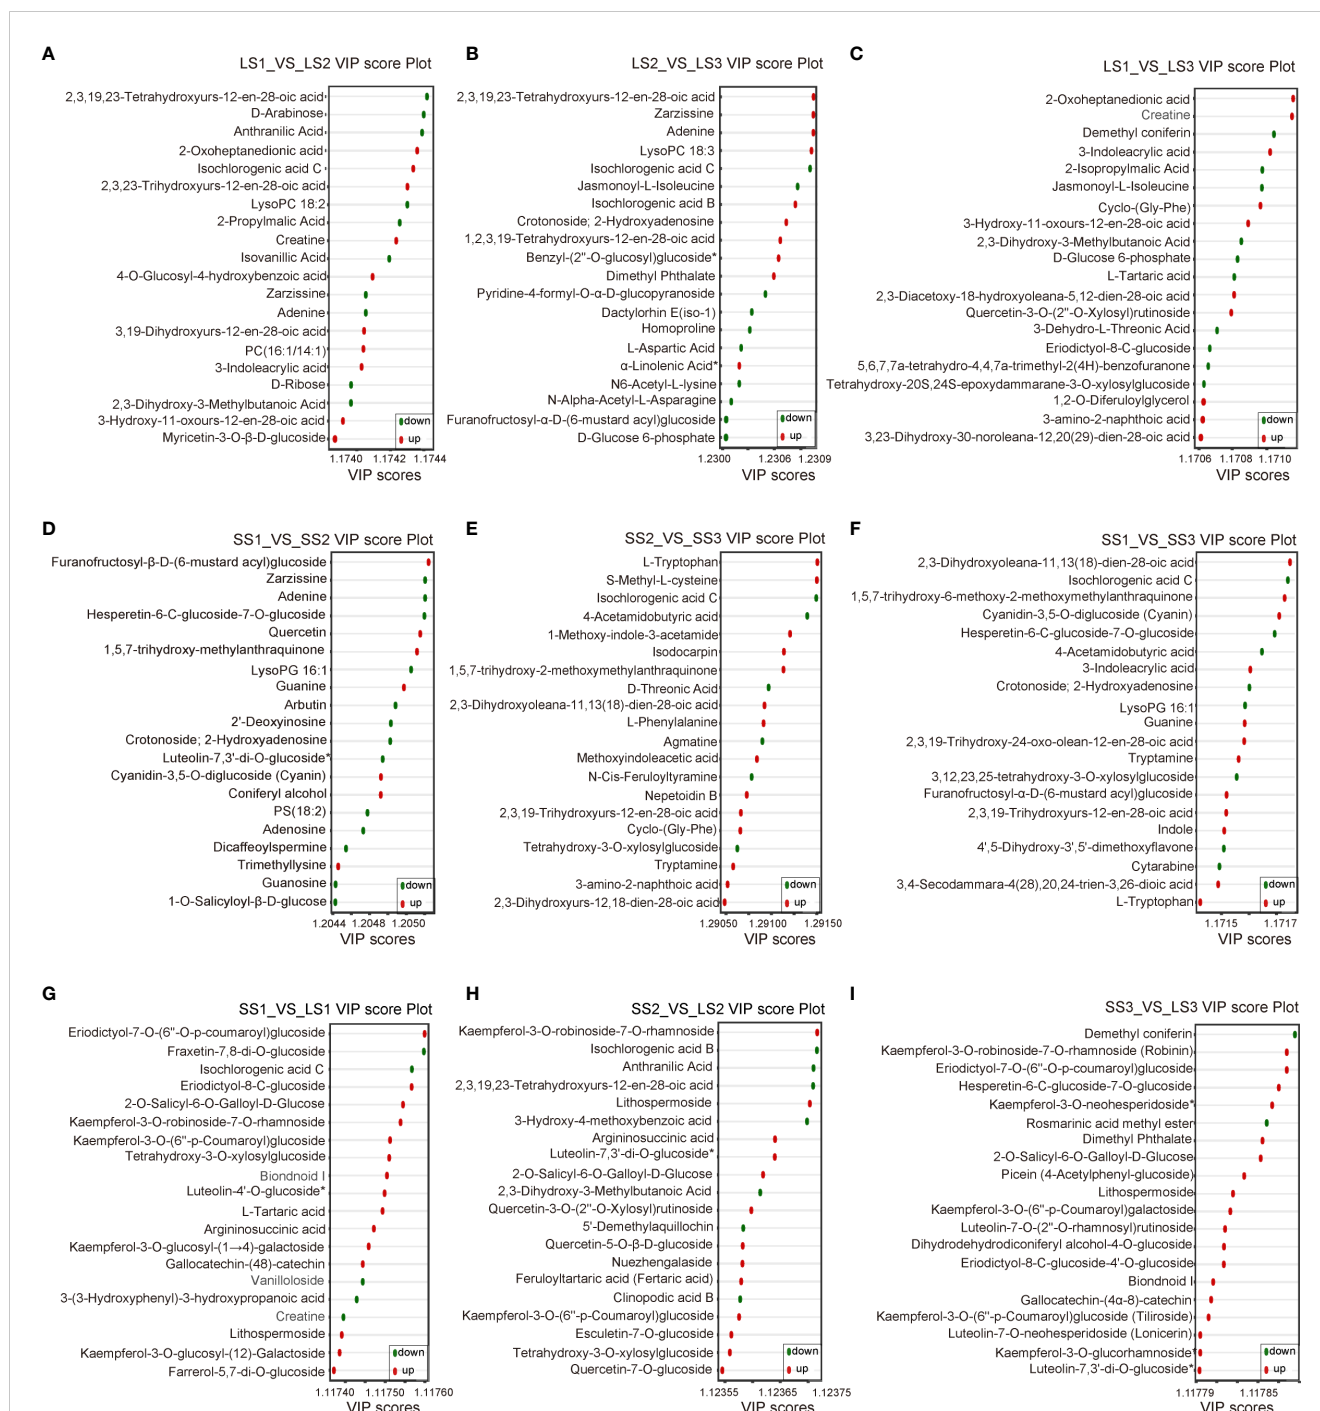 A
LS1_VS_LS2 VIP score Plot
2,3,19,23-Tetrahydroxyurs-12-en-28-oic acid
D-Arabinose
Anthranilic Acid
2-Oxoheptanedionic acid
Isochlorogenic acid C
2,3,23-Trihydroxyurs-12-en-28-oic acid
LysoPC 18:2
2-Propylmalic Acid
Creatine
Isovanillic Acid
4-O-Glucosyl-4-hydroxybenzoic acid
Zarzissine
Adenine
3,19-Dihydroxyurs-12-en-28-oic acid
PC(16:1/14:1)
3-Indoleacrylic acid
D-Ribose
2,3-Dihydroxy-3-Methylbutanoic Acid
3-Hydroxy-11-oxours-12-en-28-oic acid
Myricetin-3-O-β-D-glucoside
down
up
1.1740 1.1742 1.1744
VIP scores
B
LS2_VS_LS3 VIP score Plot
2,3,19,23-Tetrahydroxyurs-12-en-28-oic acid
Zarzissine
Adenine
LysoPC 18:3
Isochlorogenic acid C
Jasmonoyl-L-Isoleucine
Isochlorogenic acid B
Crotonoside; 2-Hydroxyadenosine
1,2,3,19-Tetrahydroxyurs-12-en-28-oic acid
Benzyl-(2"-O-glucosyl)glucoside*
Dimethyl Phthalate
Pyridine-4-formyl-O-α-D-glucopyranoside
Dactylorhin E(iso-1)
Homoproline
L-Aspartic Acid
α-Linolenic Acid*
N6-Acetyl-L-lysine
N-Alpha-Acetyl-L-Asparagine
Furanofructosyl-α-D-(6-mustard acyl)glucoside
D-Glucose 6-phosphate
down
up
1.2300 1.2306 1.2309
VIP scores
C
LS1_VS_LS3 VIP score Plot
2-Oxoheptanedionic acid
Creatine
Demethyl coniferin
3-Indoleacrylic acid
2-Isopropylmalic Acid
Jasmonoyl-L-Isoleucine
Cyclo-(Gly-Phe)
3-Hydroxy-11-oxours-12-en-28-oic acid
2,3-Dihydroxy-3-Methylbutanoic Acid
D-Glucose 6-phosphate
L-Tartaric acid
2,3-Diacetoxy-18-hydroxyoleana-5,12-dien-28-oic acid
Quercetin-3-O-(2"-O-Xylosyl)rutinoside
3-Dehydro-L-Threonic Acid
Eriodictyol-8-C-glucoside
5,6,7,7a-tetrahydro-4,4,7a-trimethyl-2(4H)-benzofuranone
Tetrahydroxy-20S,24S-epoxydammarane-3-O-xylosylglucoside
1,2-O-Diferuloylglycerol
3-amino-2-naphthoic acid
3,23-Dihydroxy-30-noroleana-12,20(29)-dien-28-oic acid
down
up
1.1706 1.1708 1.1710
VIP scores
D
SS1_VS_SS2 VIP score Plot
Furanofructosyl-β-D-(6-mustard acyl)glucoside
Zarzissine
Adenine
Hesperetin-6-C-glucoside-7-O-glucoside
Quercetin
1,5,7-trihydroxy-methylanthraquinone
LysoPG 16:1
Guanine
Arbutin
2'-Deoxyinosine
Crotonoside; 2-Hydroxyadenosine
Luteolin-7,3'-di-O-glucoside*
Cyanidin-3,5-O-diglucoside (Cyanin)
Coniferyl alcohol
PS(18:2)
Adenosine
Dicaffeoylspermine
Trimethyllysine
Guanosine
1-O-Salicyloyl-β-D-glucose
down
up
1.2044 1.2048 1.2050
VIP scores
E
SS2_VS_SS3 VIP score Plot
L-Tryptophan
S-Methyl-L-cysteine
Isochlorogenic acid C
4-Acetamidobutyric acid
1-Methoxy-indole-3-acetamide
Isodocarpin
1,5,7-trihydroxy-2-methoxymethylanthraquinone
D-Threonic Acid
2,3-Dihydroxyoleana-11,13(18)-dien-28-oic acid
L-Phenylalanine
Agmatine
Methoxyindoleacetic acid
N-Cis-Feruloyltyramine
Nepetoidin B
2,3,19-Trihydroxyurs-12-en-28-oic acid
Cyclo-(Gly-Phe)
Tetrahydroxy-3-O-xylosylglucoside
Tryptamine
3-amino-2-naphthoic acid
2,3-Dihydroxyurs-12,18-dien-28-oic acid
down
up
1.29050 1.29100 1.29150
VIP scores
F
SS1_VS_SS3 VIP score Plot
2,3-Dihydroxyoleana-11,13(18)-dien-28-oic acid
Isochlorogenic acid C
1,5,7-trihydroxy-6-methoxy-2-methoxymethylanthraquinone
Cyanidin-3,5-O-diglucoside (Cyanin)
Hesperetin-6-C-glucoside-7-O-glucoside
4-Acetamidobutyric acid
3-Indoleacrylic acid
Crotonoside; 2-Hydroxyadenosine
LysoPG 16:1
Guanine
2,3,19-Trihydroxy-24-oxo-olean-12-en-28-oic acid
Tryptamine
3,12,23,25-tetrahydroxy-3-O-xylosylglucoside
Furanofructosyl-α-D-(6-mustard acyl)glucoside
2,3,19-Trihydroxyurs-12-en-28-oic acid
Indole
4',5-Dihydroxy-3',5'-dimethoxyflavone
Cytarabine
3,4-Secodammara-4(28),20,24-trien-3,26-dioic acid
L-Tryptophan
down
up
1.1715 1.1717
VIP scores
G
SS1_VS_LS1 VIP score Plot
Eriodictyol-7-O-(6"-O-p-coumaroyl)glucoside
Fraxetin-7,8-di-O-glucoside
Isochlorogenic acid C
Eriodictyol-8-C-glucoside
2-O-Salicyl-6-O-Galloyl-D-Glucose
Kaempferol-3-O-robinoside-7-O-rhamnoside
Kaempferol-3-O-(6"-p-Coumaroyl)glucoside
Tetrahydroxy-3-O-xylosylglucoside
Biondnoid I
Luteolin-4'-O-glucoside*
L-Tartaric acid
Argininosuccinic acid
Kaempferol-3-O-glucosyl-(1→4)-galactoside
Gallocatechin-(48)-catechin
Vanilloloside
3-(3-Hydroxyphenyl)-3-hydroxypropanoic acid
Creatine
Lithospermoside
Kaempferol-3-O-glucosyl-(12)-Galactoside
Farrerol-5,7-di-O-glucoside
down
up
1.11740 1.11750 1.11760
VIP scores
H
SS2_VS_LS2 VIP score Plot
Kaempferol-3-O-robinoside-7-O-rhamnoside
Isochlorogenic acid B
Anthranilic Acid
2,3,19,23-Tetrahydroxyurs-12-en-28-oic acid
Lithospermoside
3-Hydroxy-4-methoxybenzoic acid
Argininosuccinic acid
Luteolin-7,3'-di-O-glucoside*
2-O-Salicyl-6-O-Galloyl-D-Glucose
2,3-Dihydroxy-3-Methylbutanoic Acid
Quercetin-3-O-(2"-O-Xylosyl)rutinoside
5'-Demethylaquillochin
Quercetin-5-O-β-D-glucoside
Nuezhengalaside
Feruloyltartaric acid (Fertaric acid)
Clinopodic acid B
Kaempferol-3-O-(6"-p-Coumaroyl)glucoside
Esculetin-7-O-glucoside
Tetrahydroxy-3-O-xylosylglucoside
Quercetin-7-O-glucoside
down
up
1.12355 1.12365 1.12375
VIP scores
I
SS3_VS_LS3 VIP score Plot
Demethyl coniferin
Kaempferol-3-O-robinoside-7-O-rhamnoside (Robinin)
Eriodictyol-7-O-(6"-O-p-coumaroyl)glucoside
Hesperetin-6-C-glucoside-7-O-glucoside
Kaempferol-3-O-neohesperidoside*
Rosmarinic acid methyl ester
Dimethyl Phthalate
2-O-Salicyl-6-O-Galloyl-D-Glucose
Picein (4-Acetylphenyl-glucoside)
Lithospermoside
Kaempferol-3-O-(6"-p-Coumaroyl)galactoside
Luteolin-7-O-(2"-O-rhamnosyl)rutinoside
Dihydrodehydrodiconiferyl alcohol-4-O-glucoside
Eriodictyol-8-C-glucoside-4'-O-glucoside
Biondnoid I
Gallocatechin-(4α-8)-catechin
Kaempferol-3-O-(6"-p-Coumaroyl)glucoside (Tiliroside)
Luteolin-7-O-neohesperidoside (Lonicerin)
Kaempferol-3-O-glucorhamnoside*
Luteolin-7,3'-di-O-glucoside*
down
up
1.11779 1.11785
VIP scores